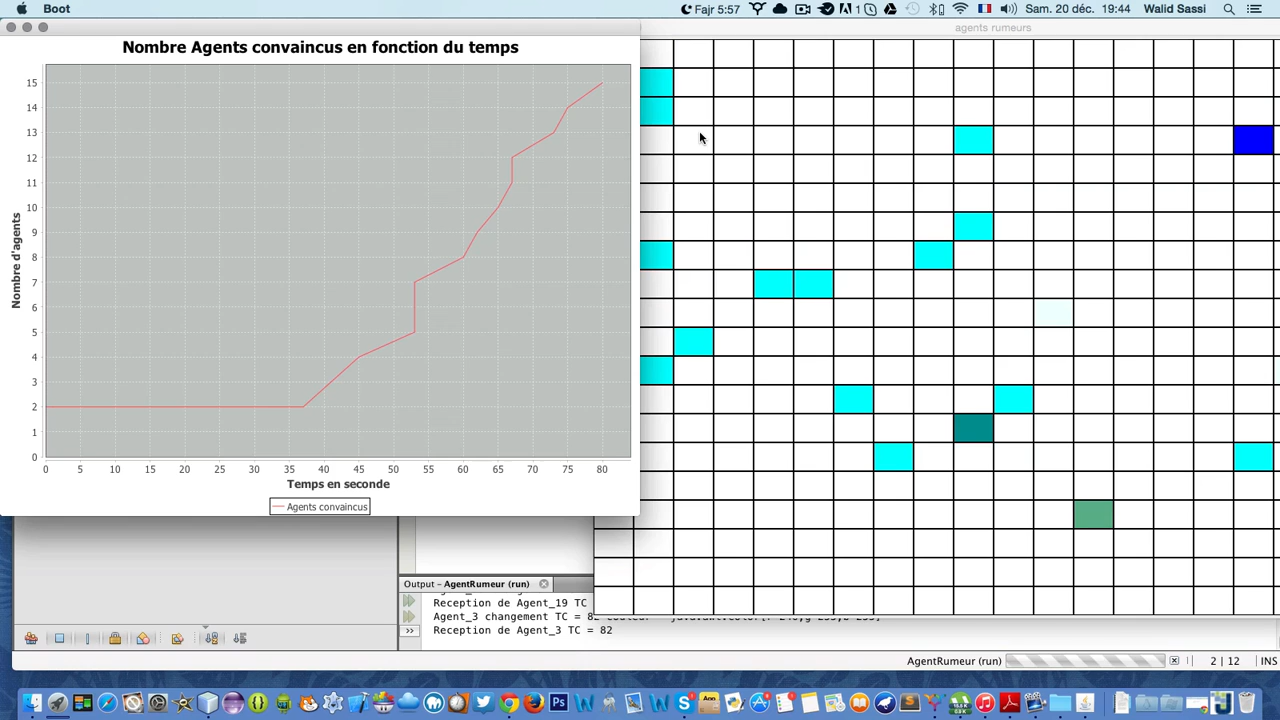 Boot
Fajr 5:57
1
Sam. 20 déc. 19:44
Walid Sassi
agents rumeurs
Nombre Agents convaincus en fonction du temps
Nombre d'agents
15
14
13
12
11
10
9
8
7
6
5
4
3
2
1
0
0 5 10 15 20 25 30 35 40 45 50 55 60 65 70 75 80
Temps en seconde
Agents convaincus
Output – AgentRumeur (run)
Reception de Agent_19 TC
Agent_3 changement TC = 82
Reception de Agent_3 TC = 82
AgentRumeur (run)
2 | 12
INS